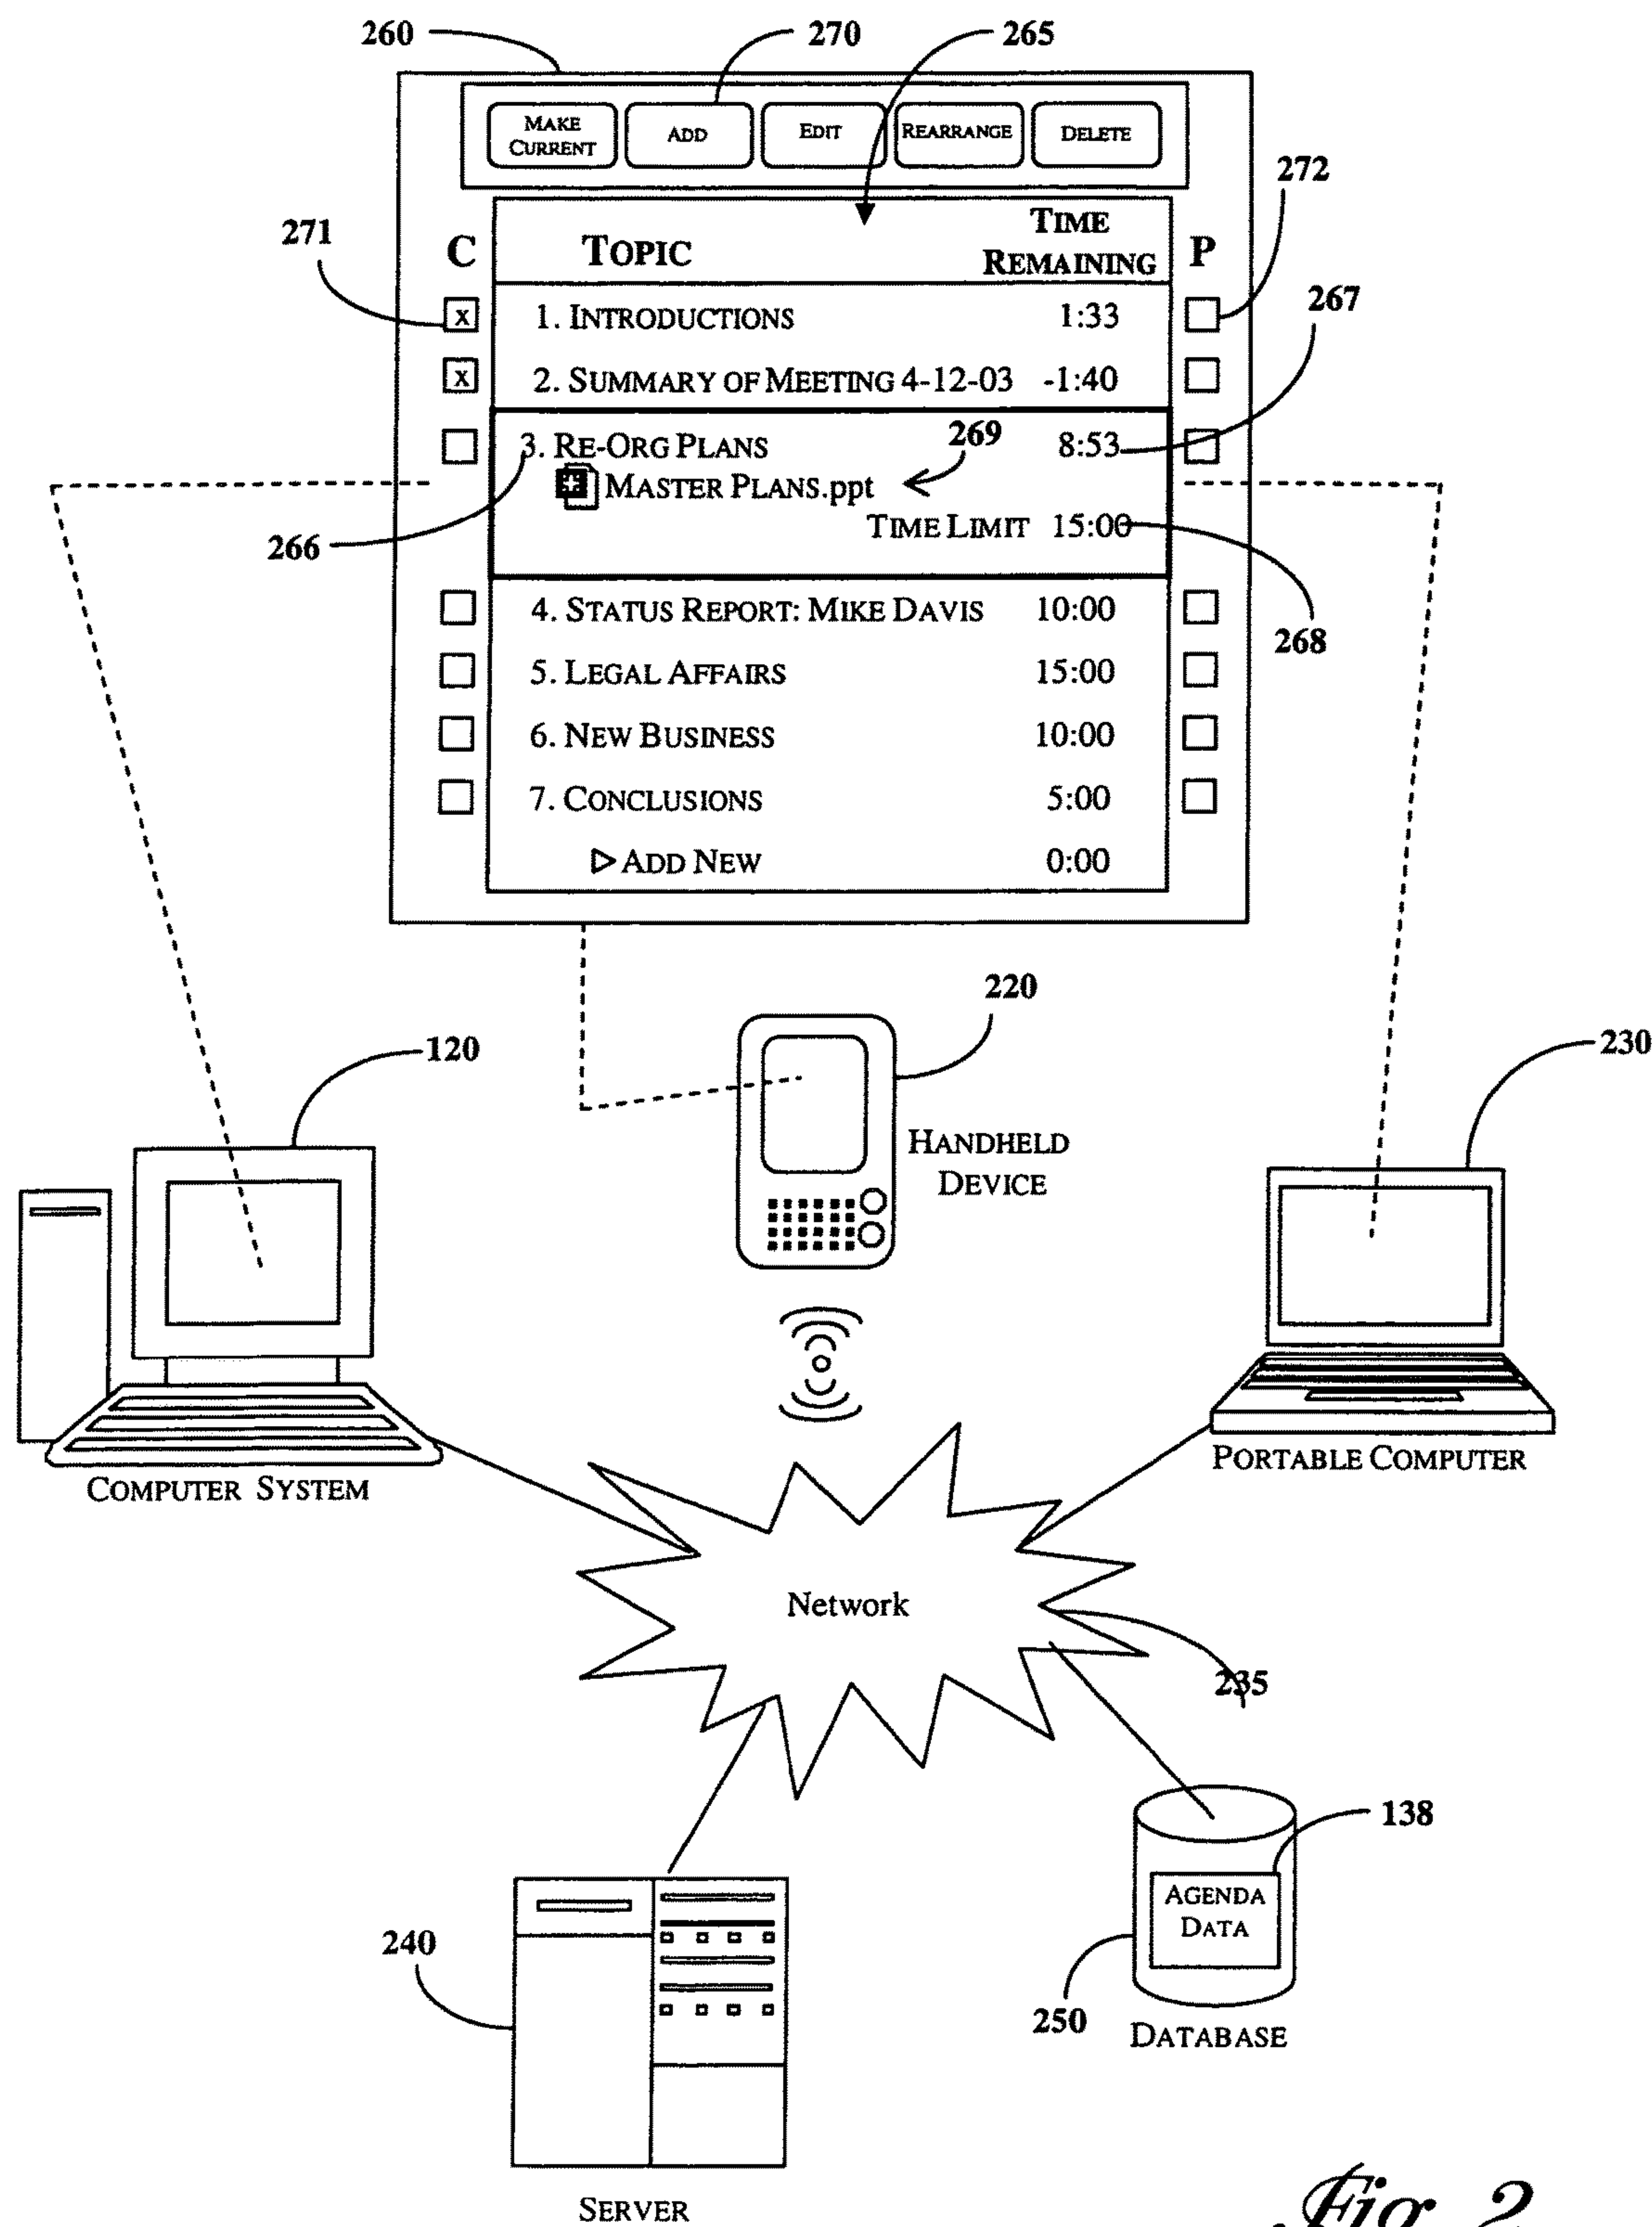 260
270
265
MAKE CURRENT
ADD
EDIT
REARRANGE
DELETE
272
271
C
TOPIC
TIME REMAINING
P
267
x
1. INTRODUCTIONS 1:33
x
2. SUMMARY OF MEETING 4-12-03 -1:40
3. RE-ORG PLANS 8:53
269
MASTER PLANS.ppt
TIME LIMIT 15:00
266
268
4. STATUS REPORT: MIKE DAVIS 10:00
5. LEGAL AFFAIRS 15:00
6. NEW BUSINESS 10:00
7. CONCLUSIONS 5:00
ADD NEW 0:00
220
120
230
HANDHELD
DEVICE
COMPUTER SYSTEM
PORTABLE COMPUTER
Network
235
138
AGENDA
DATA
240
250
DATABASE
SERVER
Fig. 2